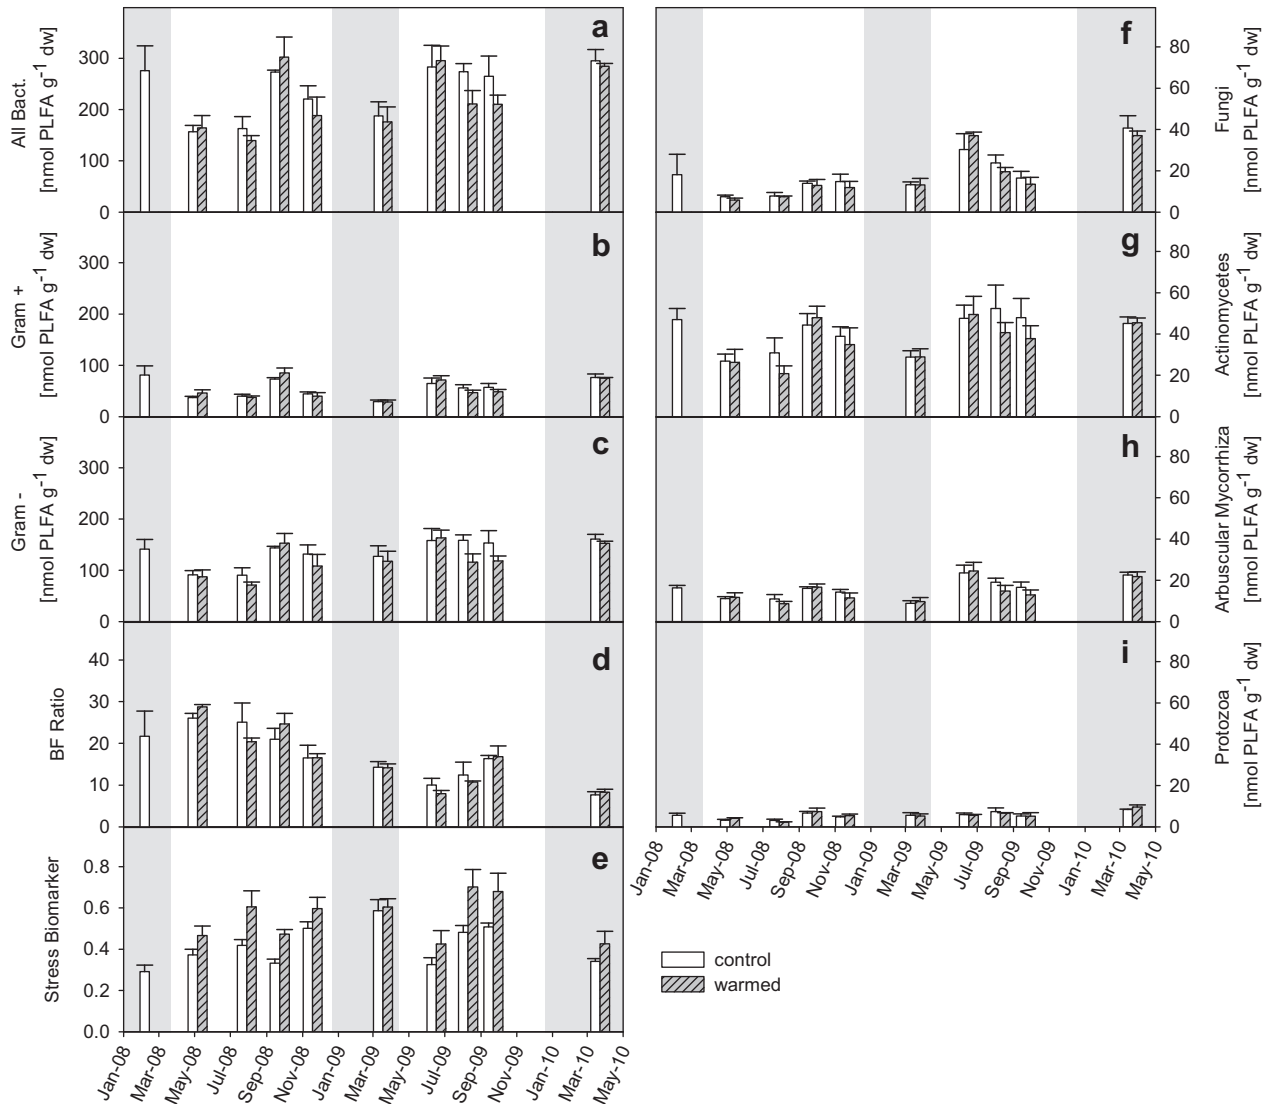 a
All Bact.
[nmol PLFA g-1 dw]
300
200
100
0
b
Gram +
[nmol PLFA g-1 dw]
300
200
100
0
c
Gram -
[nmol PLFA g-1 dw]
300
200
100
0
d
BF Ratio
40
30
20
10
0
e
Stress Biomarker
0.8
0.6
0.4
0.2
0.0
Jan-08
Mar-08
May-08
Jul-08
Sep-08
Nov-08
Jan-09
Mar-09
May-09
Jul-09
Sep-09
Nov-09
Jan-10
Mar-10
May-10
f
Fungi
[nmol PLFA g-1 dw]
80
60
40
20
0
g
Actinomycetes
[nmol PLFA g-1 dw]
80
60
40
20
0
h
Arbuscular Mycorrhiza
[nmol PLFA g-1 dw]
80
60
40
20
0
i
Protozoa
[nmol PLFA g-1 dw]
80
60
40
20
0
Jan-08
Mar-08
May-08
Jul-08
Sep-08
Nov-08
Jan-09
Mar-09
May-09
Jul-09
Sep-09
Nov-09
Jan-10
Mar-10
May-10
control
warmed